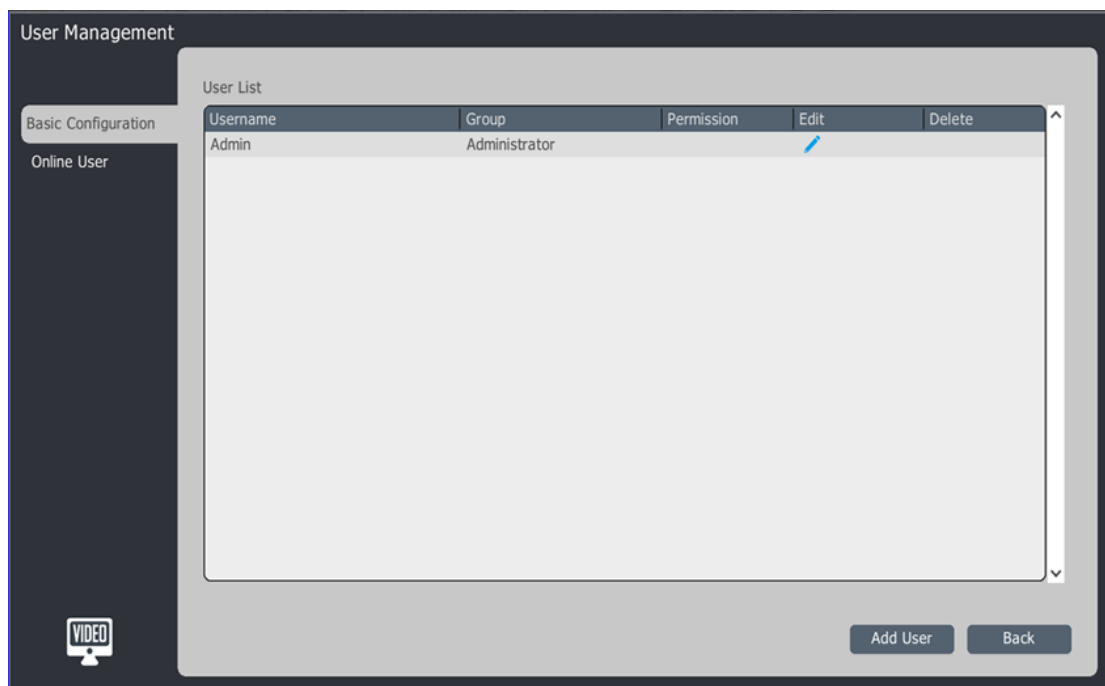 User Management
User List
Basic Configuration
Online User
Username Group Permission Edit Delete
Admin Administrator
VIDEO
Add User Back